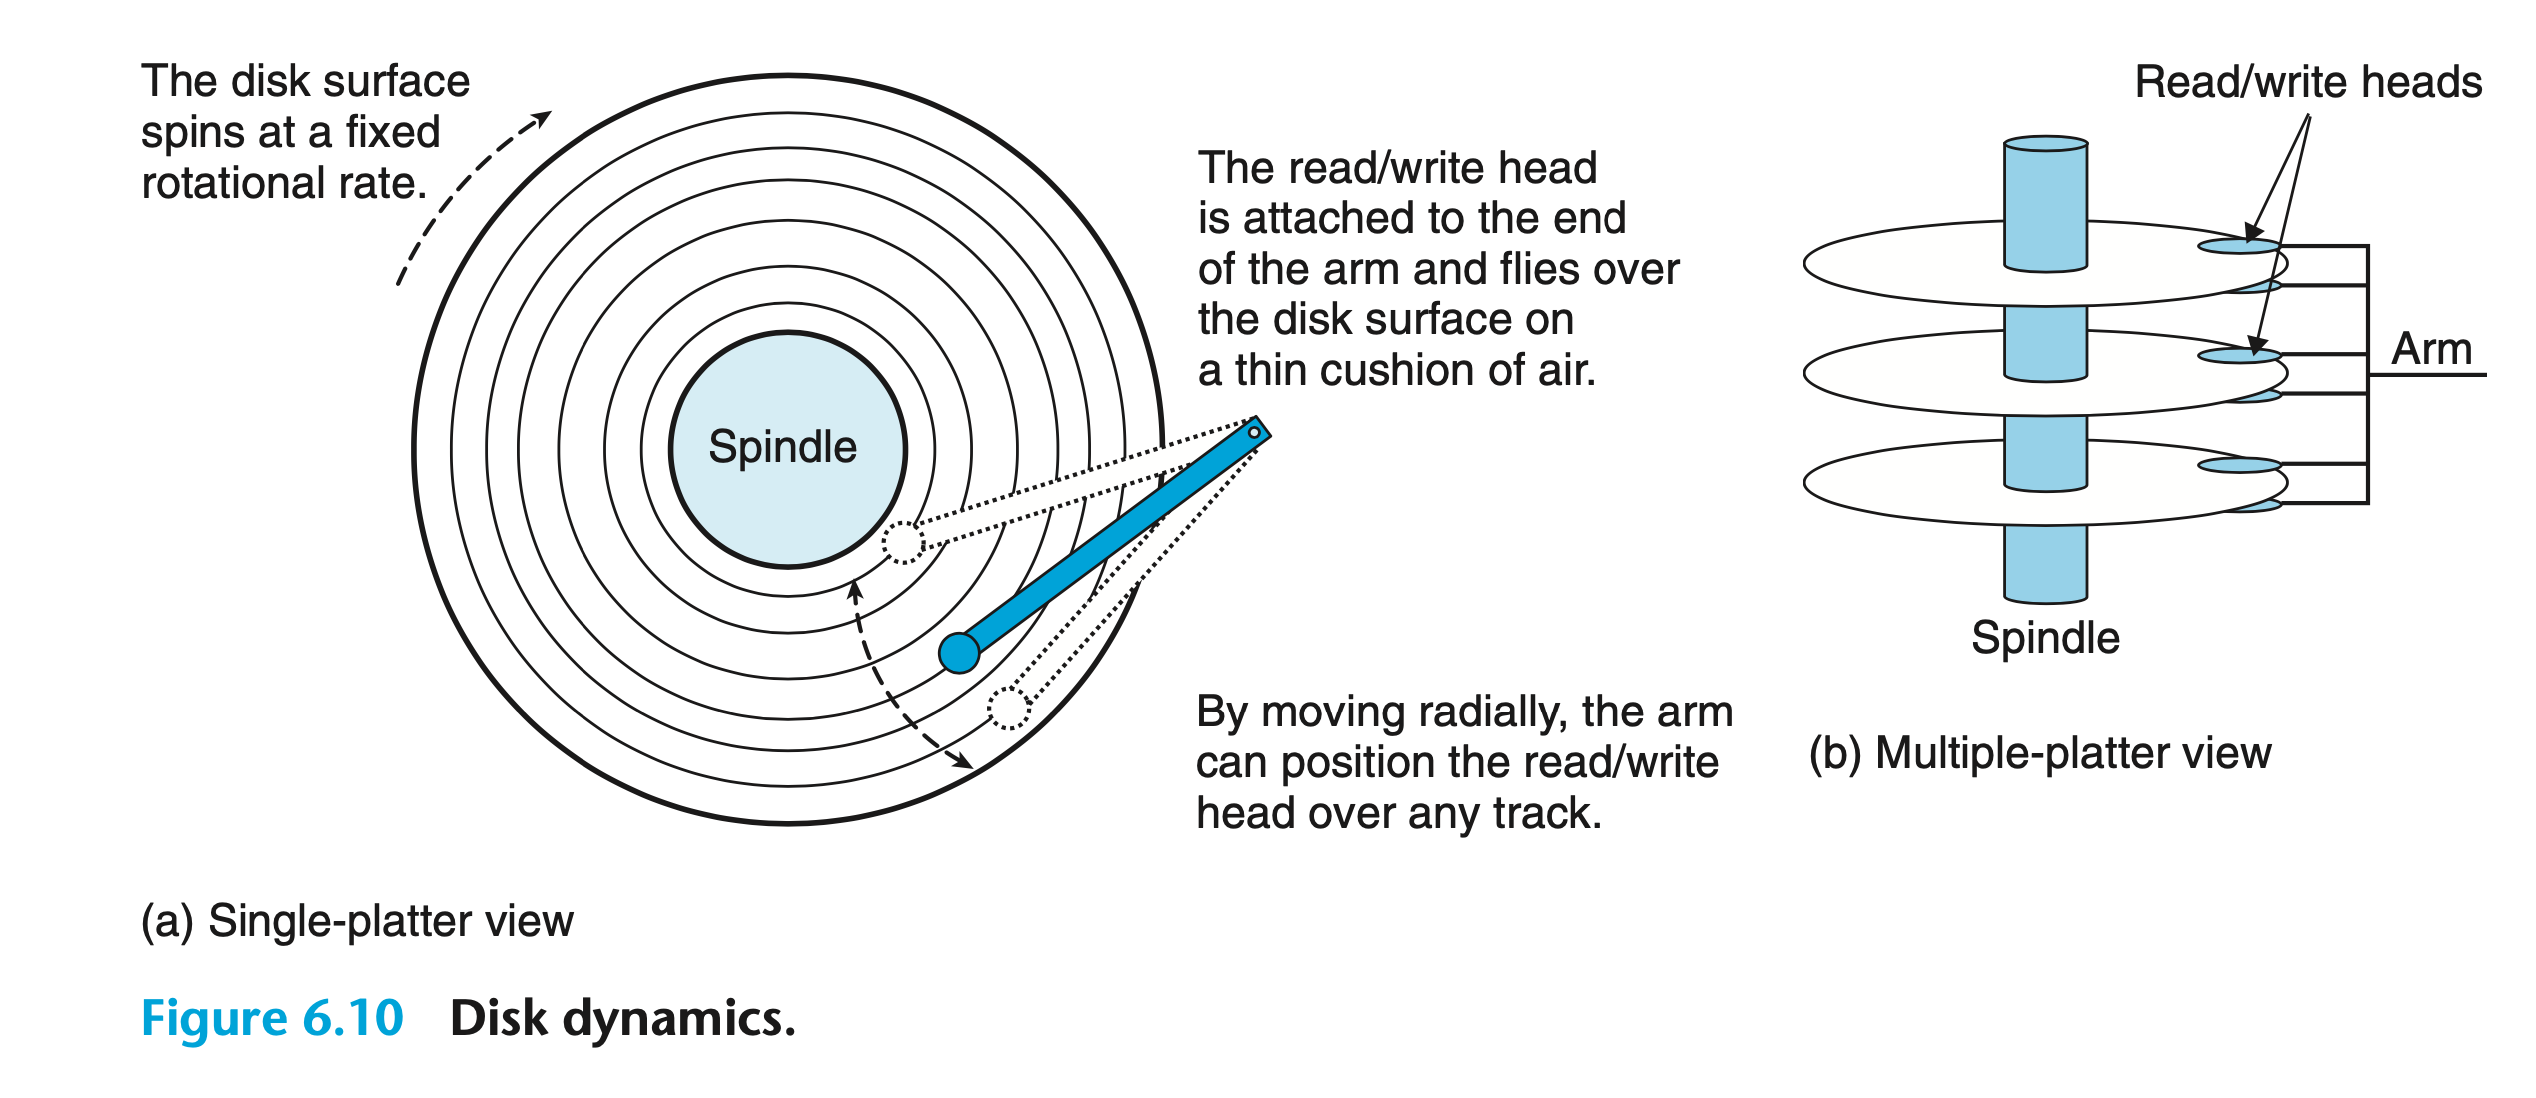 The disk surface
spins at a fixed
rotational rate.
Spindle
The read/write head
is attached to the end
of the arm and flies over
the disk surface on
a thin cushion of air.
By moving radially, the arm
can position the read/write
head over any track.
(a) Single-platter view
Read/write heads
Arm
Spindle
(b) Multiple-platter view
Figure 6.10 Disk dynamics.